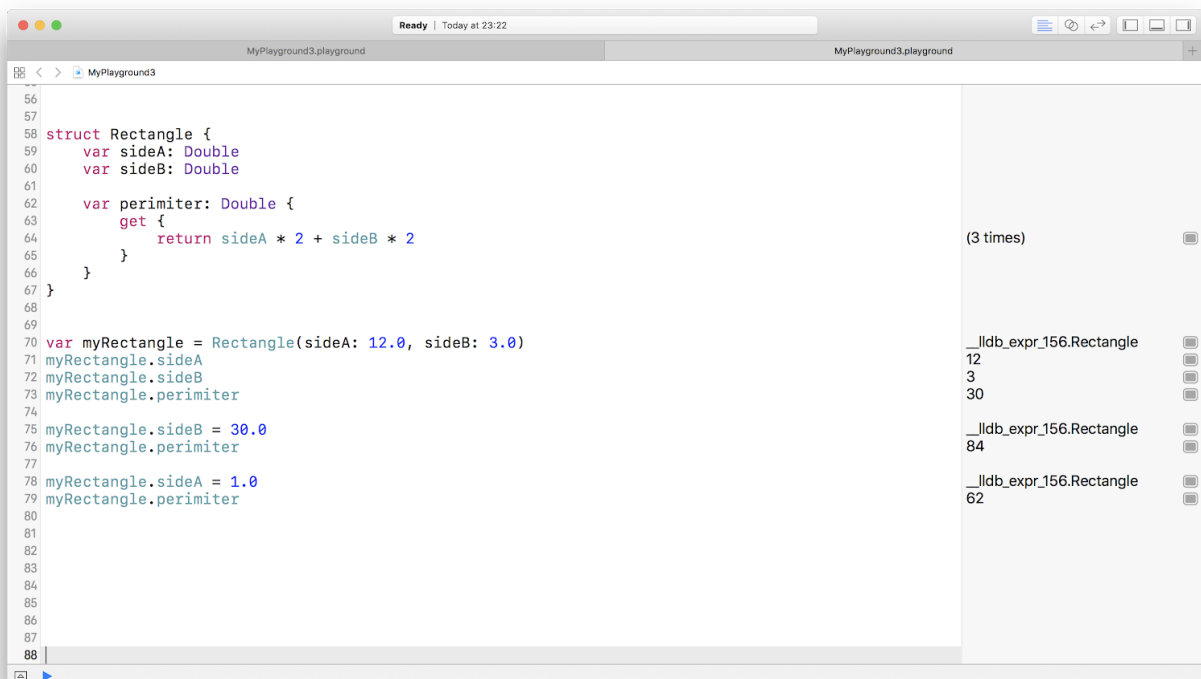 Ready | Today at 23:22
MyPlayground3.playground MyPlayground3.playground
MyPlayground3
56
57
58 struct Rectangle {
59 var sideA: Double
60 var sideB: Double
61
62 var perimiter: Double {
63 get {
64 return sideA * 2 + sideB * 2 (3 times)
65 }
66 }
67 }
68
69
70 var myRectangle = Rectangle(sideA: 12.0, sideB: 3.0) __lldb_expr_156.Rectangle
71 myRectangle.sideA 12
72 myRectangle.sideB 3
73 myRectangle.perimiter 30
74
75 myRectangle.sideB = 30.0 __lldb_expr_156.Rectangle
76 myRectangle.perimiter 84
77
78 myRectangle.sideA = 1.0 __lldb_expr_156.Rectangle
79 myRectangle.perimiter 62
80
81
82
83
84
85
86
87
88